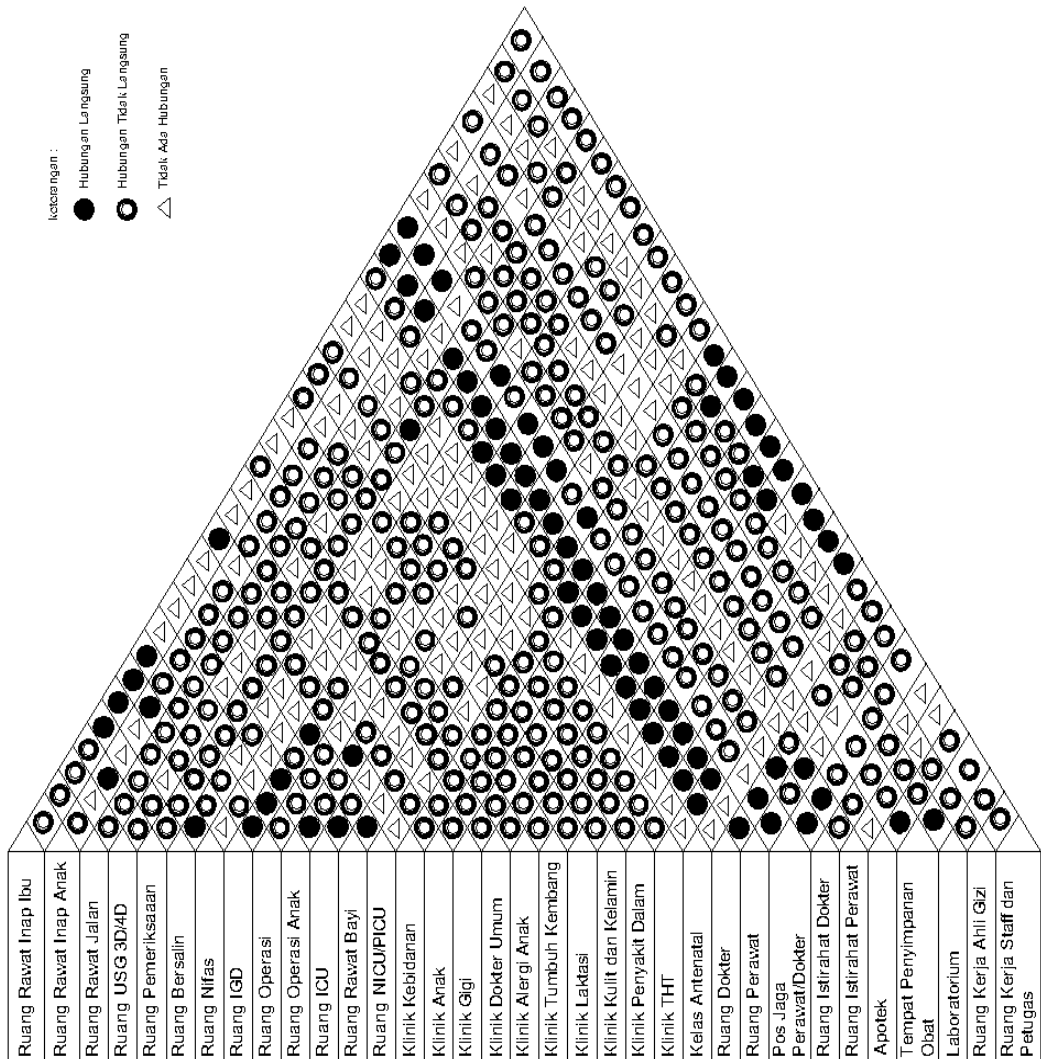 keterangan :
Hubungan Langsung
Hubungan Tidak Langsung
Tidak Ada Hubungan
Ruang Rawat Inap Ibu
Ruang Rawat Inap Anak
Ruang Rawat Jalan
Ruang USG 3D/4D
Ruang Pemeriksaaan
Ruang Bersalin
Ruang Nifas
Ruang IGD
Ruang Operasi
Ruang Operasi Anak
Ruang ICU
Ruang Rawat Bayi
Ruang NICU/PICU
Klinik Kebidanan
Klinik Anak
Klinik Gigi
Klinik Dokter Umum
Klinik Alergi Anak
Klinik Tumbuh Kembang
Klinik Laktasi
Klinik Kulit dan Kelamin
Klinik Penyakit Dalam
Klinik THT
Kelas Antenatal
Ruang Dokter
Ruang Perawat
Pos Jaga
Perawat/Dokter
Ruang Istirahat Dokter
Ruang Istirahat Perawat
Apotek
Tempat Penyimpanan
Obat
Laboratorium
Ruang Kerja Ahli Gizi
Ruang Kerja Staff dan
Petugas